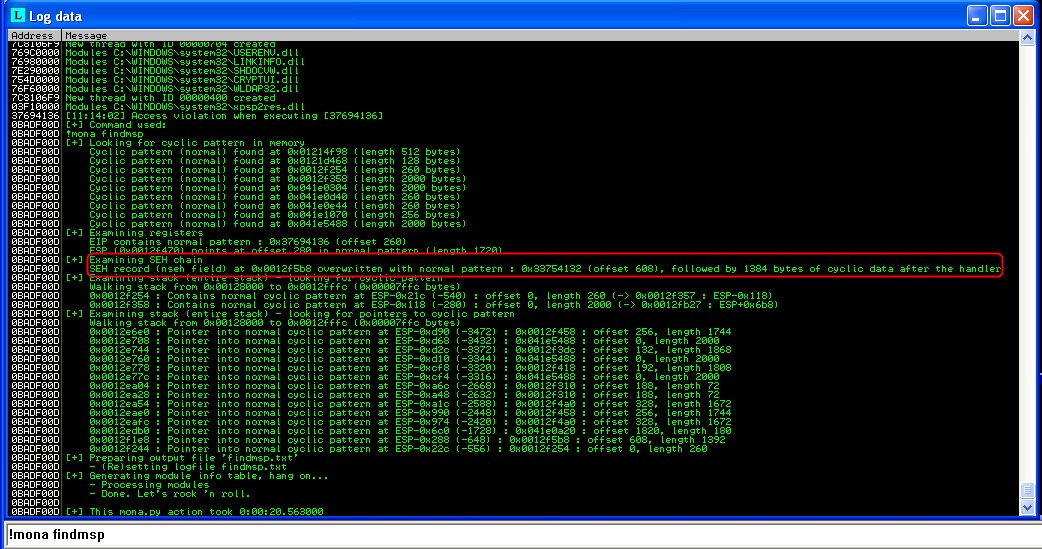 L Log data
Address Message
7C8106F9 New thread with ID 00000704 created
769C0000 Modules C:\WINDOWS\system32\USERENV.dll
76980000 Modules C:\WINDOWS\system32\LINKINFO.dll
7E290000 Modules C:\WINDOWS\system32\SHDOCVW.dll
754D0000 Modules C:\WINDOWS\system32\CRYPTUI.dll
76F60000 Modules C:\WINDOWS\system32\WLDAP32.dll
7C8106F9 New thread with ID 00000400 created
03F10000 Modules C:\WINDOWS\system32\xpsp2res.dll
37694136 [11:14:02] Access violation when executing [37694136]
0BADF00D [+] Command used:
0BADF00D !mona findmsp
0BADF00D [+] Looking for cyclic pattern in memory
0BADF00D Cyclic pattern (normal) found at 0x01214f98 (length 512 bytes)
0BADF00D Cyclic pattern (normal) found at 0x0121d468 (length 128 bytes)
0BADF00D Cyclic pattern (normal) found at 0x0012f254 (length 260 bytes)
0BADF00D Cyclic pattern (normal) found at 0x0012f358 (length 2000 bytes)
0BADF00D Cyclic pattern (normal) found at 0x041e0304 (length 2000 bytes)
0BADF00D Cyclic pattern (normal) found at 0x041e0d40 (length 260 bytes)
0BADF00D Cyclic pattern (normal) found at 0x041e0e44 (length 260 bytes)
0BADF00D Cyclic pattern (normal) found at 0x041e1070 (length 256 bytes)
0BADF00D Cyclic pattern (normal) found at 0x041e5488 (length 2000 bytes)
0BADF00D [+] Examining registers
0BADF00D EIP contains normal pattern : 0x37694136 (offset 260)
0BADF00D ESP (0x0012f470) points at offset 280 in normal pattern (length 1720)
0BADF00D [+] Examining SEH chain
0BADF00D SEH record (nseh field) at 0x0012f5b8 overwritten with normal pattern : 0x33754132 (offset 608), followed by 1384 bytes of cyclic data after the handler
0BADF00D [+] Examining stack (entire stack) - looking for cyclic pattern
0BADF00D Walking stack from 0x00128000 to 0x0012fffc (0x00007ffc bytes)
0BADF00D 0x0012f254 : Contains normal cyclic pattern at ESP-0x21c (-540) : offset 0, length 260 (-> 0x0012f357 : ESP-0x118)
0BADF00D 0x0012f358 : Contains normal cyclic pattern at ESP-0x118 (-280) : offset 0, length 2000 (-> 0x0012fb27 : ESP+0x6b8)
0BADF00D [+] Examining stack (entire stack) - looking for pointers to cyclic pattern
0BADF00D Walking stack from 0x00128000 to 0x0012fffc (0x00007ffc bytes)
0BADF00D 0x0012e6e0 : Pointer into normal cyclic pattern at ESP-0xd90 (-3472) : 0x0012f458 : offset 256, length 1744
0BADF00D 0x0012e708 : Pointer into normal cyclic pattern at ESP-0xd68 (-3432) : 0x041e5488 : offset 0, length 2000
0BADF00D 0x0012e744 : Pointer into normal cyclic pattern at ESP-0xd2c (-3372) : 0x0012f3dc : offset 132, length 1868
0BADF00D 0x0012e760 : Pointer into normal cyclic pattern at ESP-0xd10 (-3344) : 0x041e5488 : offset 0, length 2000
0BADF00D 0x0012e778 : Pointer into normal cyclic pattern at ESP-0xcf8 (-3320) : 0x0012f418 : offset 192, length 1808
0BADF00D 0x0012e77c : Pointer into normal cyclic pattern at ESP-0xcf4 (-3316) : 0x041e5488 : offset 0, length 2000
0BADF00D 0x0012ea04 : Pointer into normal cyclic pattern at ESP-0xa6c (-2668) : 0x0012f310 : offset 188, length 72
0BADF00D 0x0012ea28 : Pointer into normal cyclic pattern at ESP-0xa48 (-2632) : 0x0012f310 : offset 188, length 72
0BADF00D 0x0012ea54 : Pointer into normal cyclic pattern at ESP-0xa1c (-2588) : 0x0012f4a0 : offset 328, length 1672
0BADF00D 0x0012eae0 : Pointer into normal cyclic pattern at ESP-0x990 (-2448) : 0x0012f458 : offset 256, length 1744
0BADF00D 0x0012eafc : Pointer into normal cyclic pattern at ESP-0x974 (-2420) : 0x0012f4a0 : offset 328, length 1672
0BADF00D 0x0012edb0 : Pointer into normal cyclic pattern at ESP-0x6c0 (-1728) : 0x041e0a20 : offset 1820, length 180
0BADF00D 0x0012f1e8 : Pointer into normal cyclic pattern at ESP-0x288 (-648) : 0x0012f5b8 : offset 608, length 1392
0BADF00D 0x0012f244 : Pointer into normal cyclic pattern at ESP-0x22c (-556) : 0x0012f254 : offset 0, length 260
0BADF00D [+] Preparing output file 'findmsp.txt'
0BADF00D - (Re)setting logfile findmsp.txt
0BADF00D [+] Generating module info table, hang on...
0BADF00D - Processing modules
0BADF00D - Done. Let's rock 'n roll.
0BADF00D
0BADF00D [+] This mona.py action took 0:00:20.563000
!mona findmsp